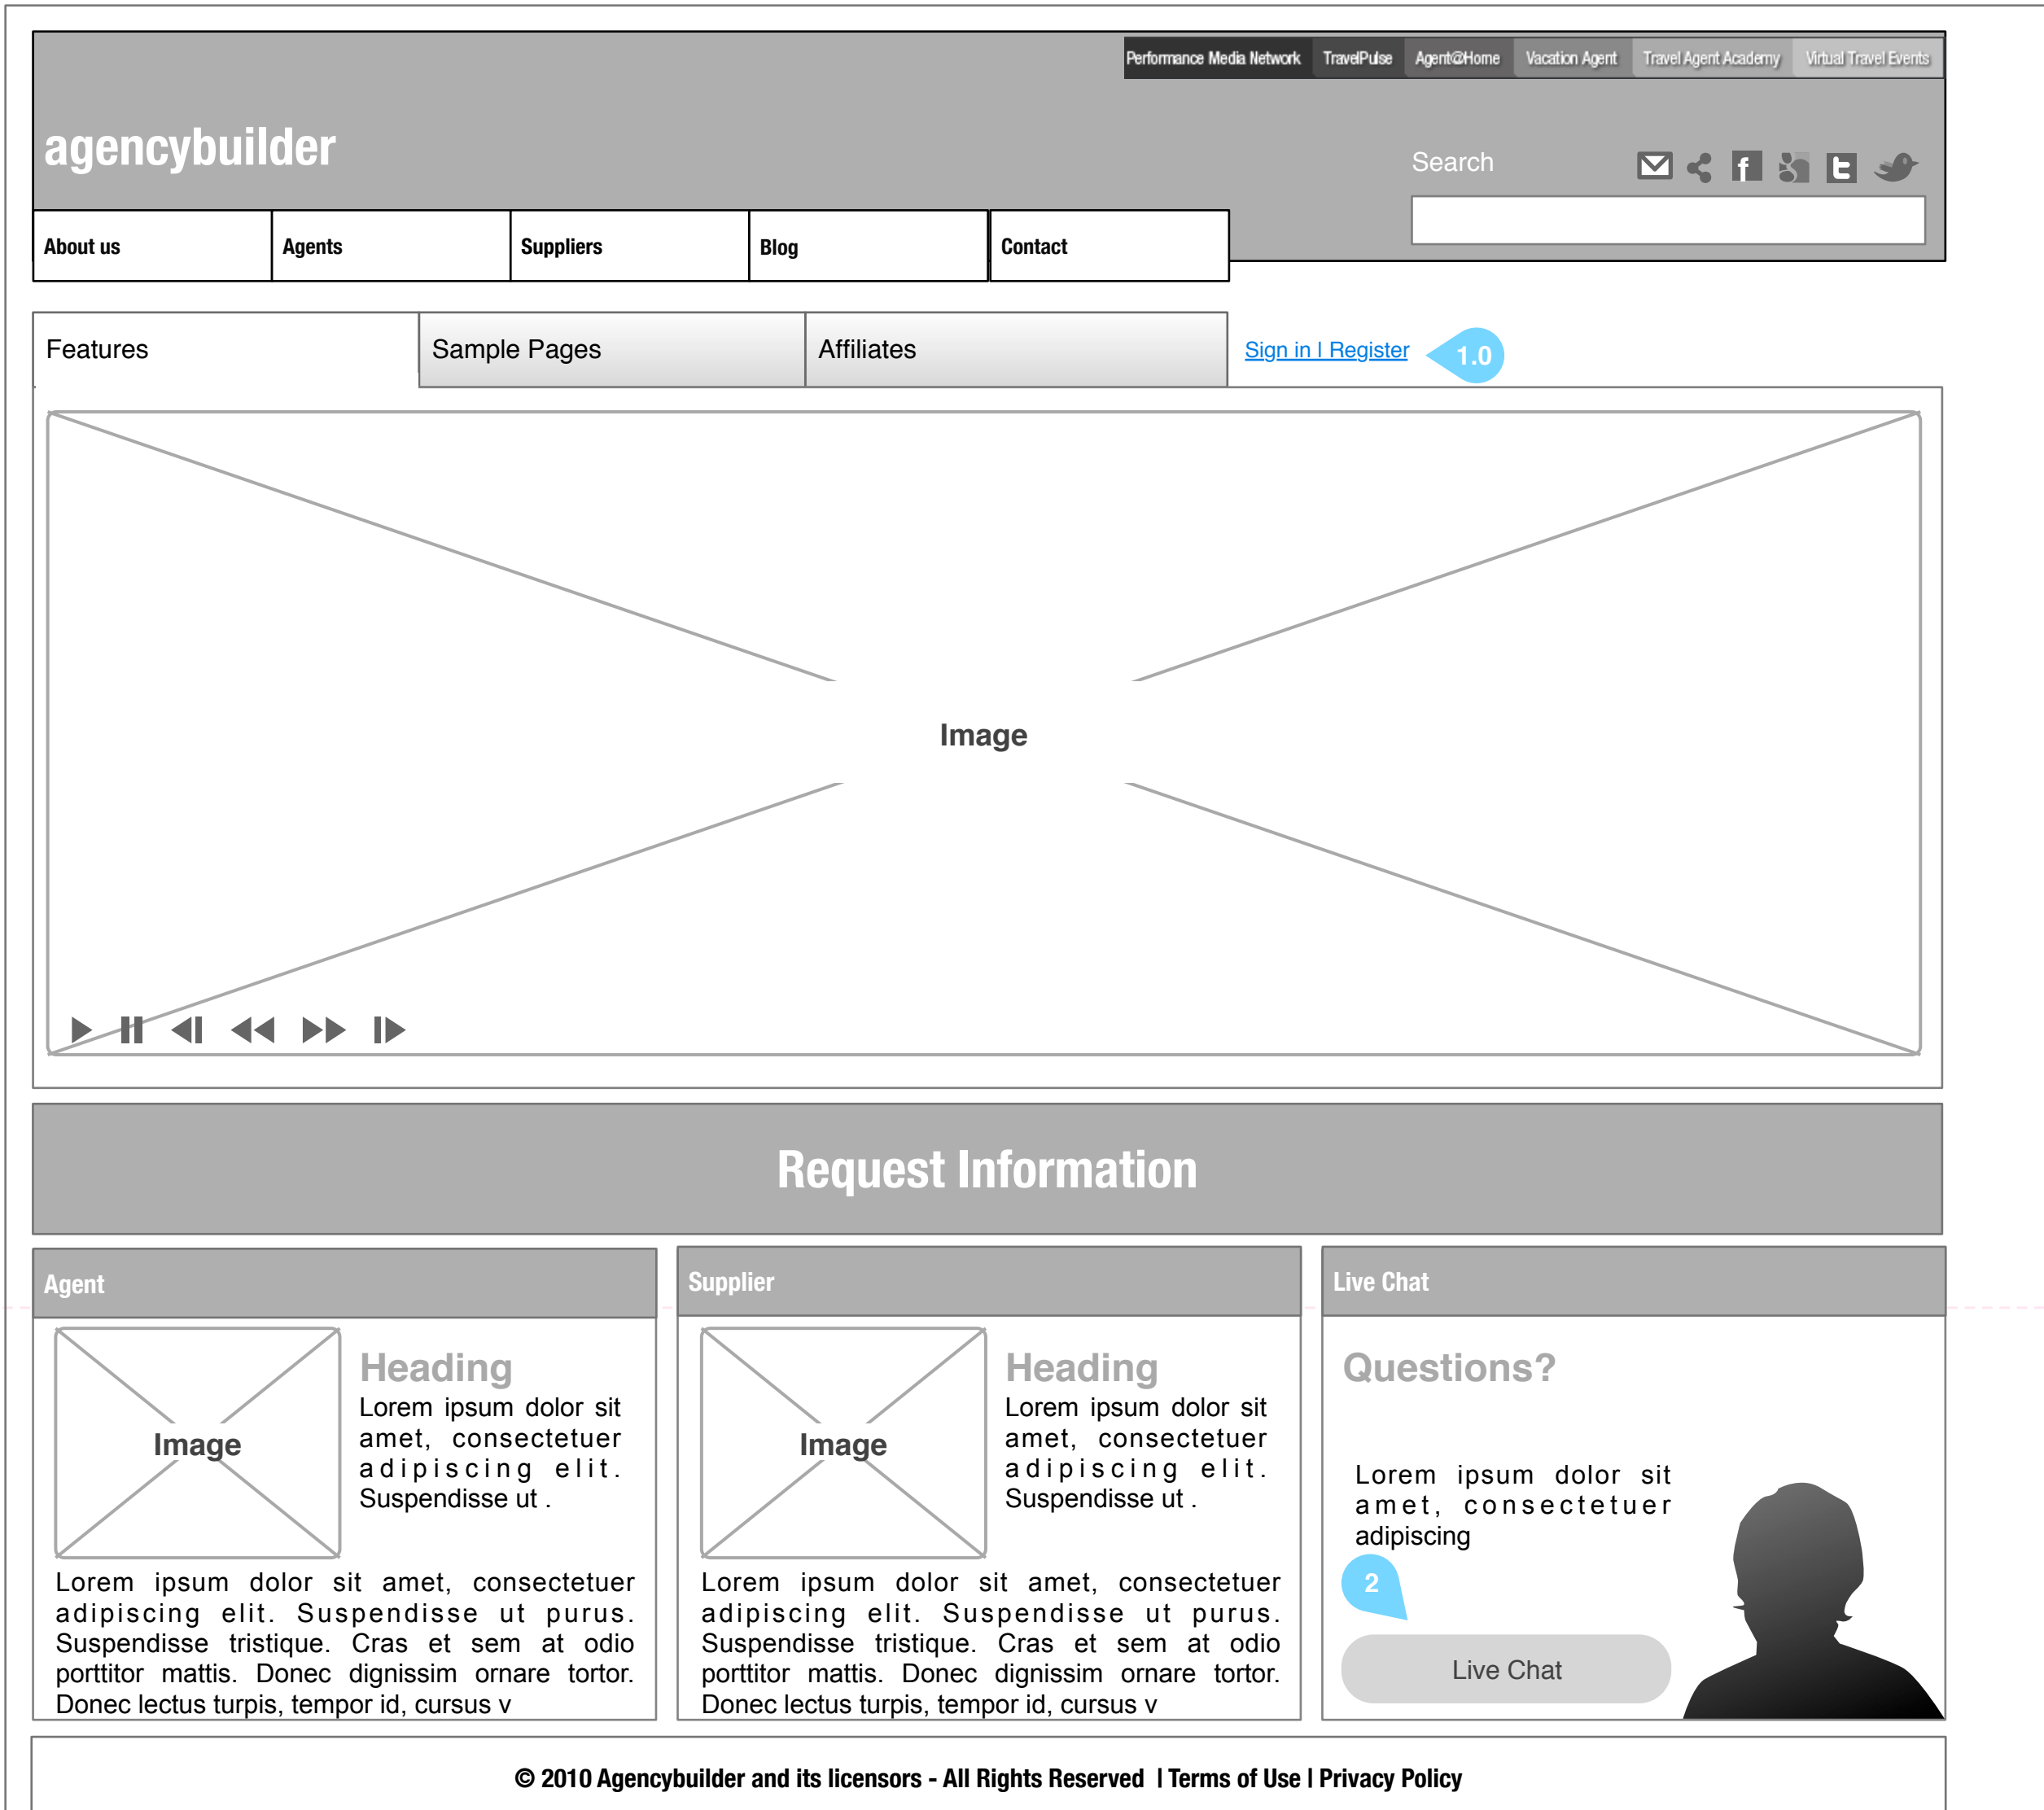 Performance Media Network TravelPulse Agent@Home Vacation Agent Travel Agent Academy Virtual Travel Events
agencybuilder
Search
About us Agents Suppliers Blog Contact
Features Sample Pages Affiliates Sign in | Register 1.0
Image
Request Information
Agent
Image
Heading
Lorem ipsum dolor sit
amet, consectetuer
adipiscing elit.
Suspendisse ut .
Lorem ipsum dolor sit amet, consectetuer
adipiscing elit. Suspendisse ut purus.
Suspendisse tristique. Cras et sem at odio
porttitor mattis. Donec dignissim ornare tortor.
Donec lectus turpis, tempor id, cursus v
Supplier
Image
Heading
Lorem ipsum dolor sit
amet, consectetuer
adipiscing elit.
Suspendisse ut .
Lorem ipsum dolor sit amet, consectetuer
adipiscing elit. Suspendisse ut purus.
Suspendisse tristique. Cras et sem at odio
porttitor mattis. Donec dignissim ornare tortor.
Donec lectus turpis, tempor id, cursus v
Live Chat
Questions?
Lorem ipsum dolor sit
amet, consectetuer
adipiscing
2
Live Chat
© 2010 Agencybuilder and its licensors - All Rights Reserved | Terms of Use | Privacy Policy